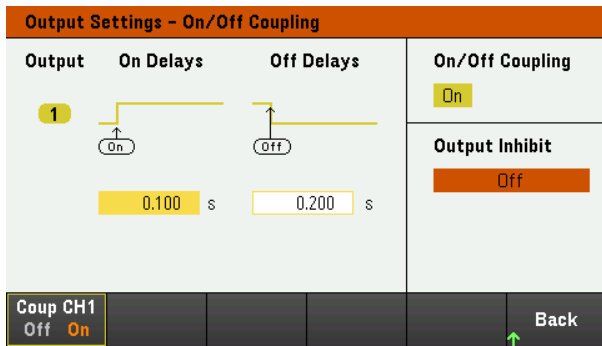 Output Settings - On/Off Coupling
Output On Delays Off Delays
1
On
Off
0.100 s 0.200 s
On/Off Coupling
On
Output Inhibit
Off
Coup CH1
Off On
Back